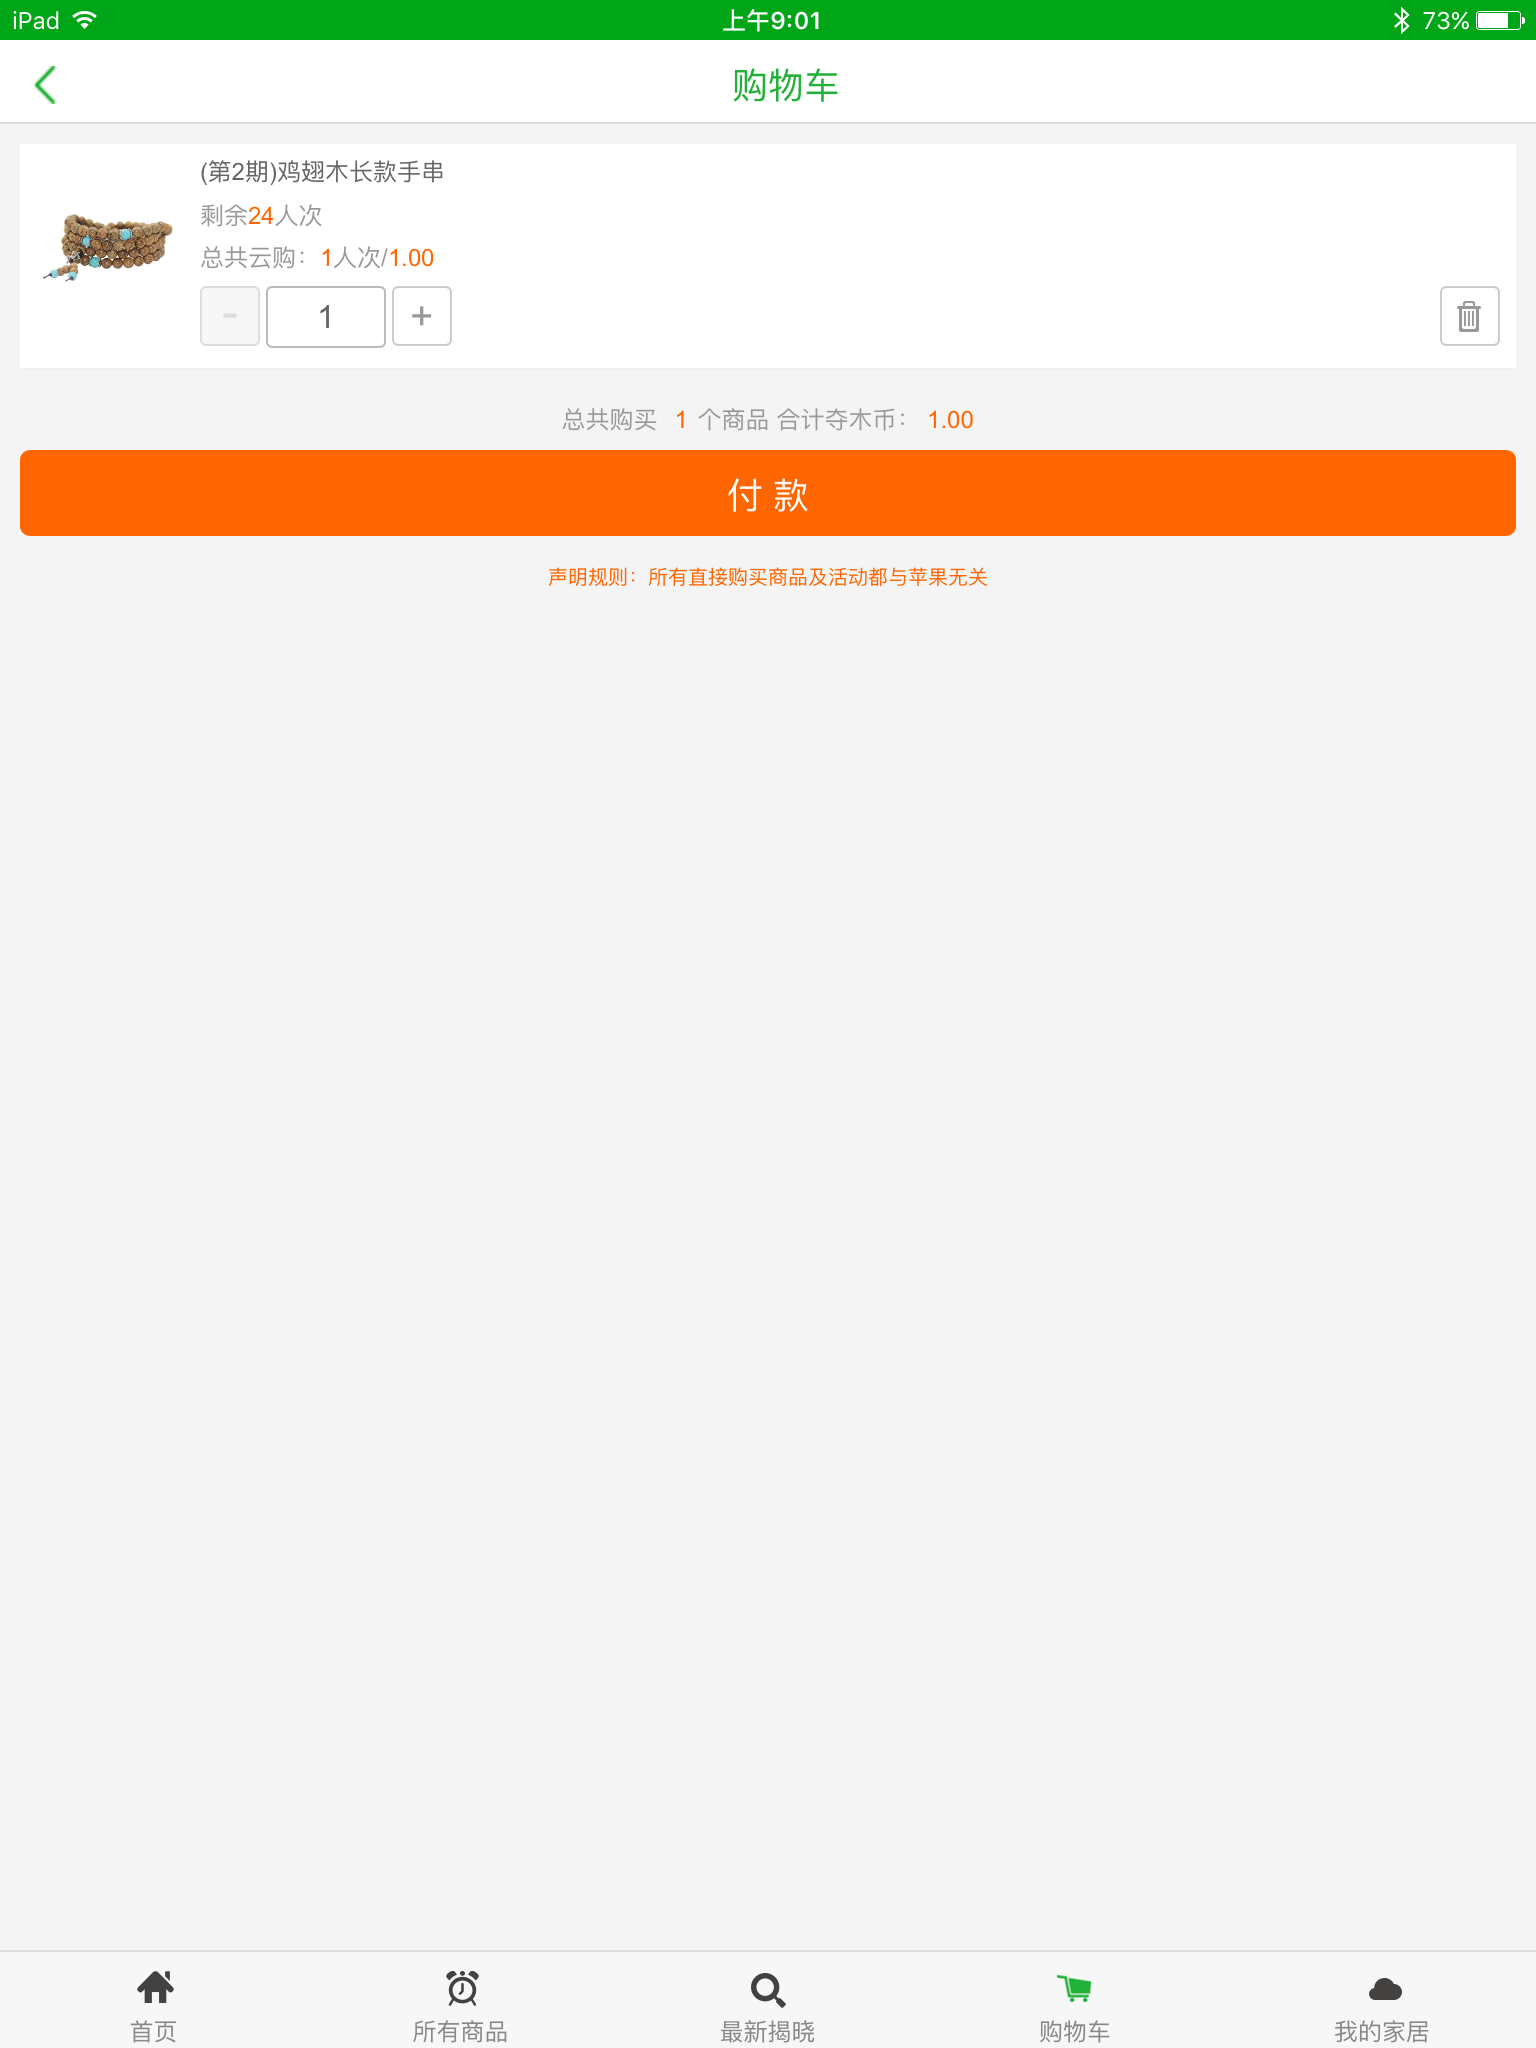 iPad 上午9:01 73%
购物车
(第2期)鸡翅木长款手串
剩余24人次
总共云购：1人次/1.00
- 1 +
总共购买 1 个商品 合计夺木币： 1.00
付 款
声明规则：所有直接购买商品及活动都与苹果无关
首页 所有商品 最新揭晓 购物车 我的家居